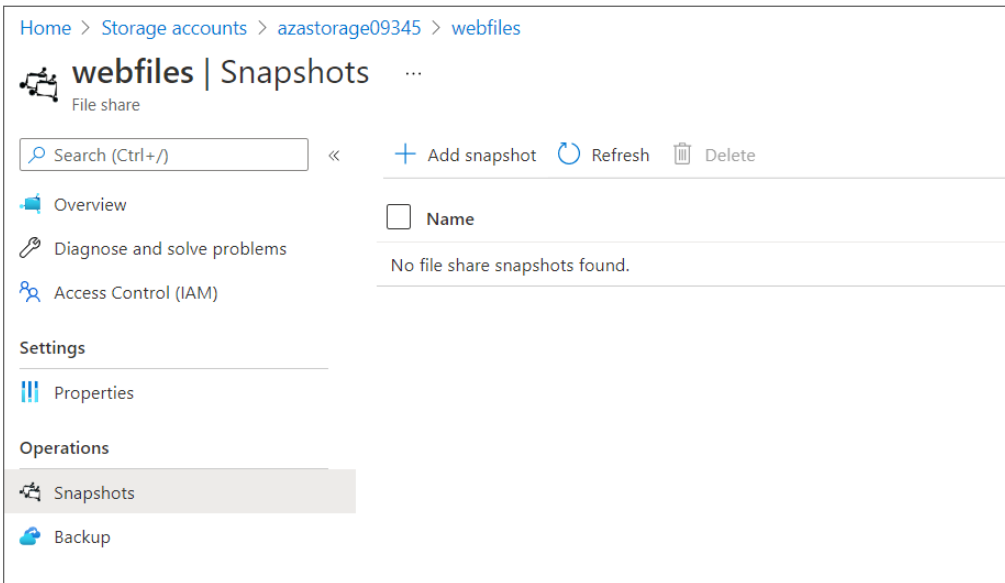 Home > Storage accounts > azastorage09345 > webfiles
webfiles | Snapshots ...
File share
Search (Ctrl+/)
«
+ Add snapshot Refresh Delete
Overview
Name
Diagnose and solve problems
No file share snapshots found.
Access Control (IAM)
Settings
Properties
Operations
Snapshots
Backup